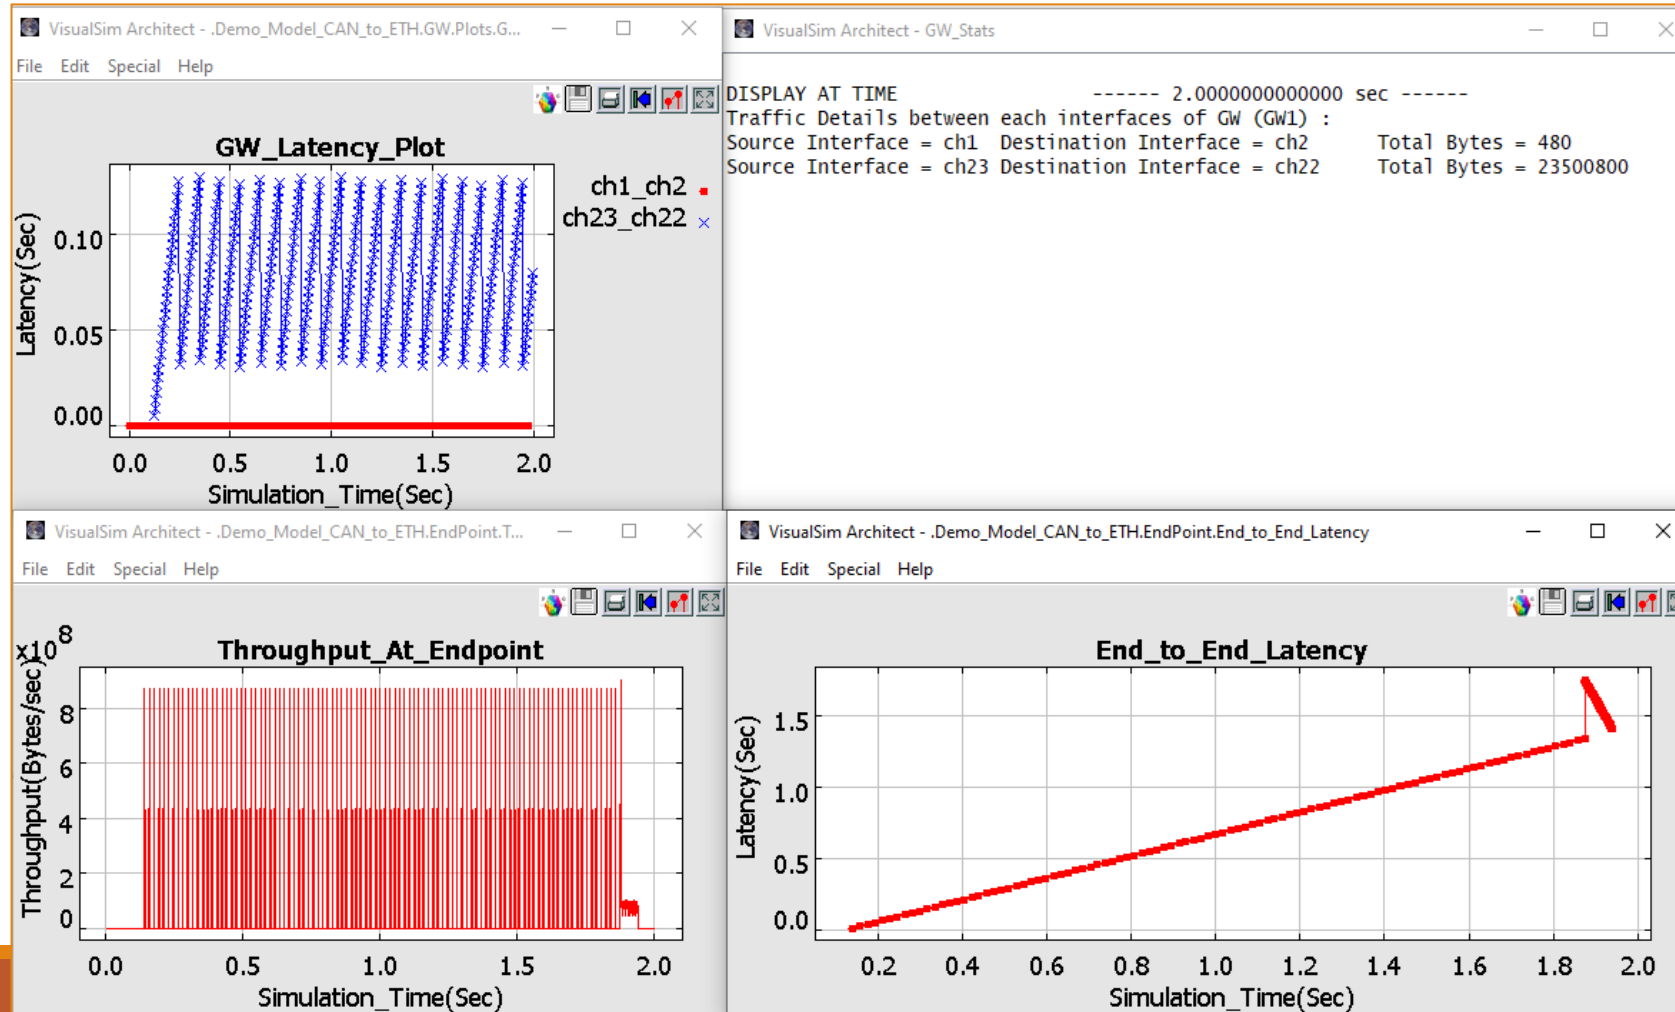 VisualSim Architect - .Demo_Model_CAN_to_ETH.GW.Plots.G...
File Edit Special Help
GW_Latency_Plot
ch1_ch2
ch23_ch22
Latency(Sec)
0.10
0.05
0.00
0.0 0.5 1.0 1.5 2.0
Simulation_Time(Sec)
VisualSim Architect - GW_Stats
DISPLAY AT TIME ------ 2.0000000000000 sec ------
Traffic Details between each interfaces of GW (GW1) :
Source Interface = ch1 Destination Interface = ch2 Total Bytes = 480
Source Interface = ch23 Destination Interface = ch22 Total Bytes = 23500800
VisualSim Architect - .Demo_Model_CAN_to_ETH.EndPoint.T...
File Edit Special Help
Throughput_At_Endpoint
x10^8
Throughput(Bytes/sec)
8
6
4
2
0
0.0 0.5 1.0 1.5 2.0
Simulation_Time(Sec)
VisualSim Architect - .Demo_Model_CAN_to_ETH.EndPoint.End_to_End_Latency
File Edit Special Help
End_to_End_Latency
Latency(Sec)
1.5
1.0
0.5
0.0
0.2 0.4 0.6 0.8 1.0 1.2 1.4 1.6 1.8 2.0
Simulation_Time(Sec)